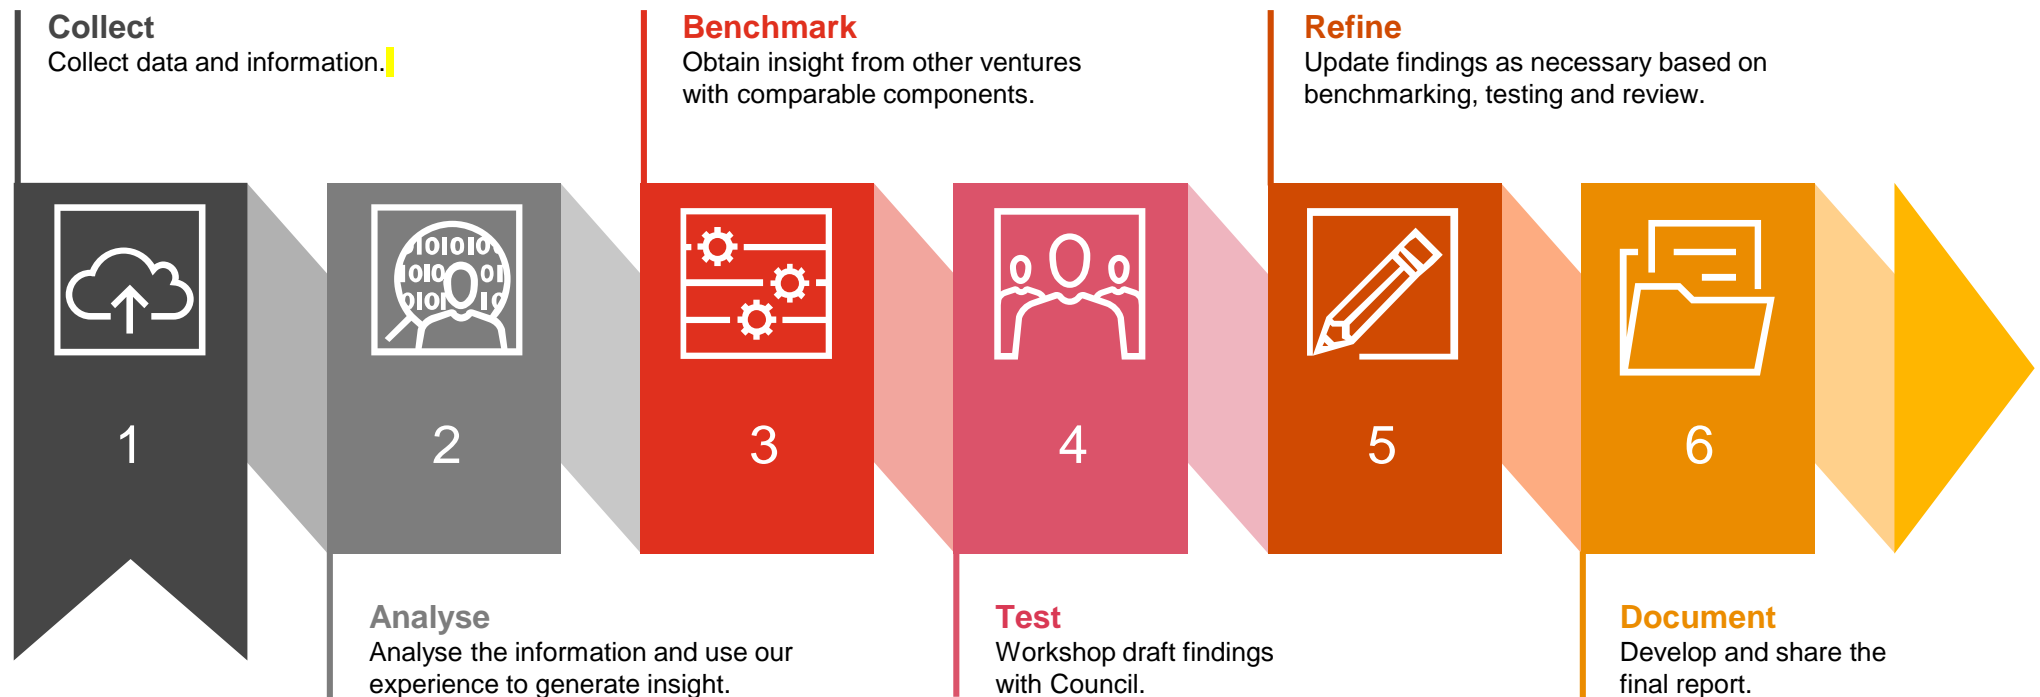 Collect
Collect data and information.
Benchmark
Obtain insight from other ventures
with comparable components.
Refine
Update findings as necessary based on
benchmarking, testing and review.
1
2
3
4
5
6
Analyse
Analyse the information and use our
experience to generate insight.
Test
Workshop draft findings
with Council.
Document
Develop and share the
final report.